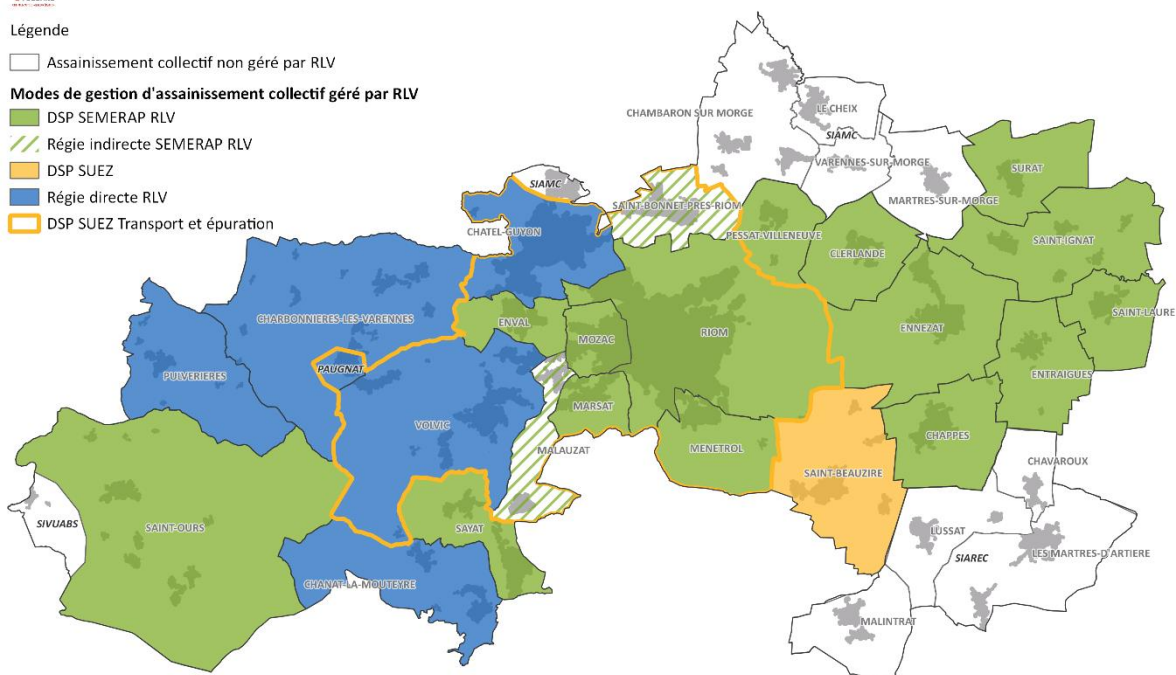 Légende
Assainissement collectif non géré par RLV
Modes de gestion d'assainissement collectif géré par RLV
DSP SEMERAP RLV
Régie indirecte SEMERAP RLV
DSP SUEZ
Régie directe RLV
DSP SUEZ Transport et épuration
CHAMBARON SUR MORGE
LE CHEIX
SIAMC
VARENNES-SUR-MORGE
MARTRES-SUR-MORGE
SURAT
SIAMC
SAINT-BONNET-PRES-RIOM
CHATEL-GUYON
PESSAT-VILLENEUVE
CLERLANDE
SAINT-IGNAT
CHARBONNIERES-LES-VARENNES
ENVAL
MOZAC
RIOM
ENNEZAT
SAINT-LAURE
PULVERIERES
PAUGNAT
ENTRAIGUES
MARSAT
VOLVIC
MALAUZAT
MENETROL
CHAPPES
SAINT-BEAUZIRE
CHAVAROUX
SIVUABS
SAINT-OURS
SAYAT
LUSSAT
SIAREC
LES MARTRES-D'ARTIERE
CHANAT-LA-MOUTEYRE
MALINTRAT